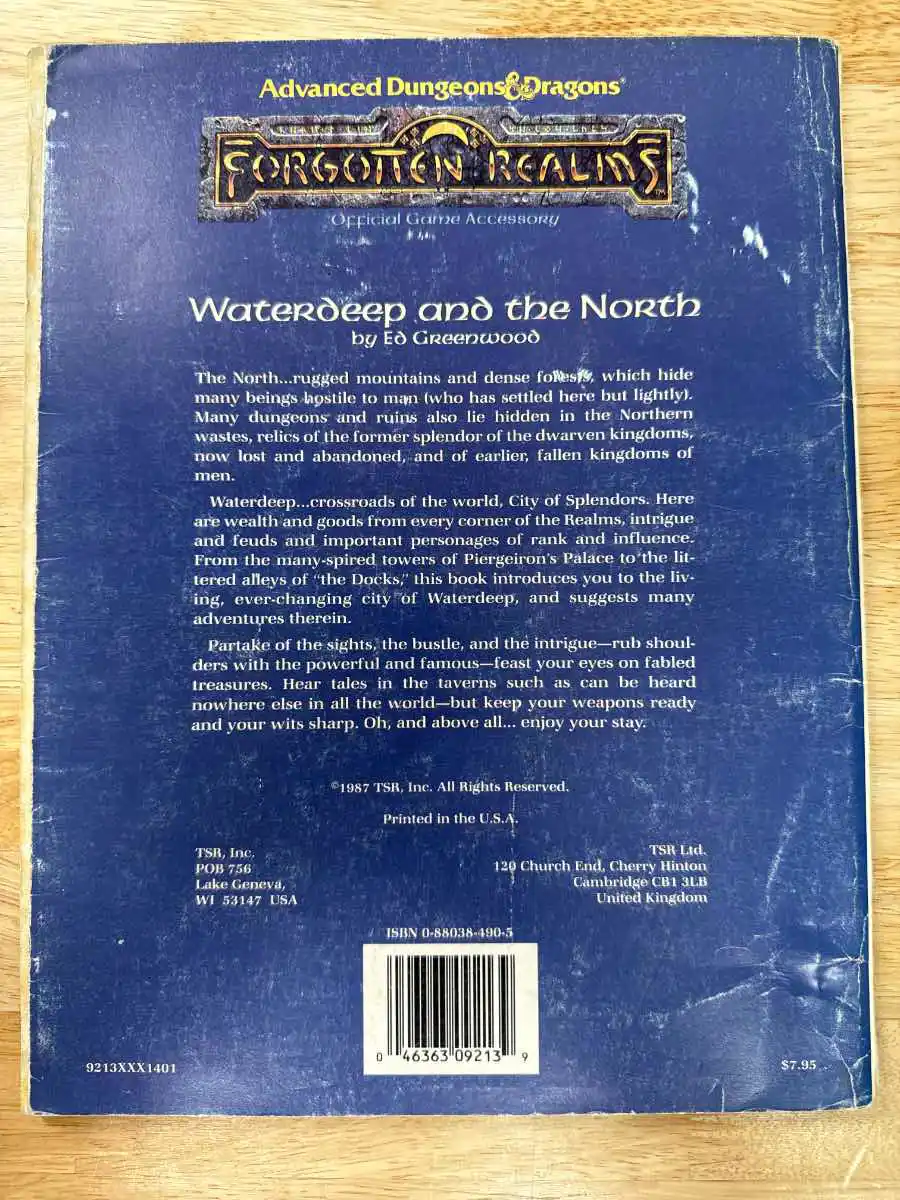 Advanced Dungeons & Dragons®
FORGOTTEN REALMS™
Official Game Accessory
Waterdeep and the North
by Ed Greenwood
The North...rugged mountains and dense forests, which hide
many beings hostile to man (who has settled here but lightly).
Many dungeons and ruins also lie hidden in the Northern
wastes, relics of the former splendor of the dwarven kingdoms,
now lost and abandoned, and of earlier, fallen kingdoms of
men.
Waterdeep...crossroads of the world, City of Splendors. Here
are wealth and goods from every corner of the Realms, intrigue
and feuds and important personages of rank and influence.
From the many-spired towers of Piergeiron's Palace to the lit-
tered alleys of "the Docks," this book introduces you to the liv-
ing, ever-changing city of Waterdeep, and suggests many
adventures therein.
Partake of the sights, the bustle, and the intrigue—rub shoul-
ders with the powerful and famous—feast your eyes on fabled
treasures. Hear tales in the taverns such as can be heard
nowhere else in all the world—but keep your weapons ready
and your wits sharp. Oh, and above all... enjoy your stay.
©1987 TSR, Inc. All Rights Reserved.
Printed in the U.S.A.
TSR, Inc.
POB 756
Lake Geneva,
WI 53147 USA
TSR Ltd.
120 Church End, Cherry Hinton
Cambridge CB1 3LB
United Kingdom
ISBN 0-88038-490-5
0 46363 09213 9
9213XXX1401
$7.95